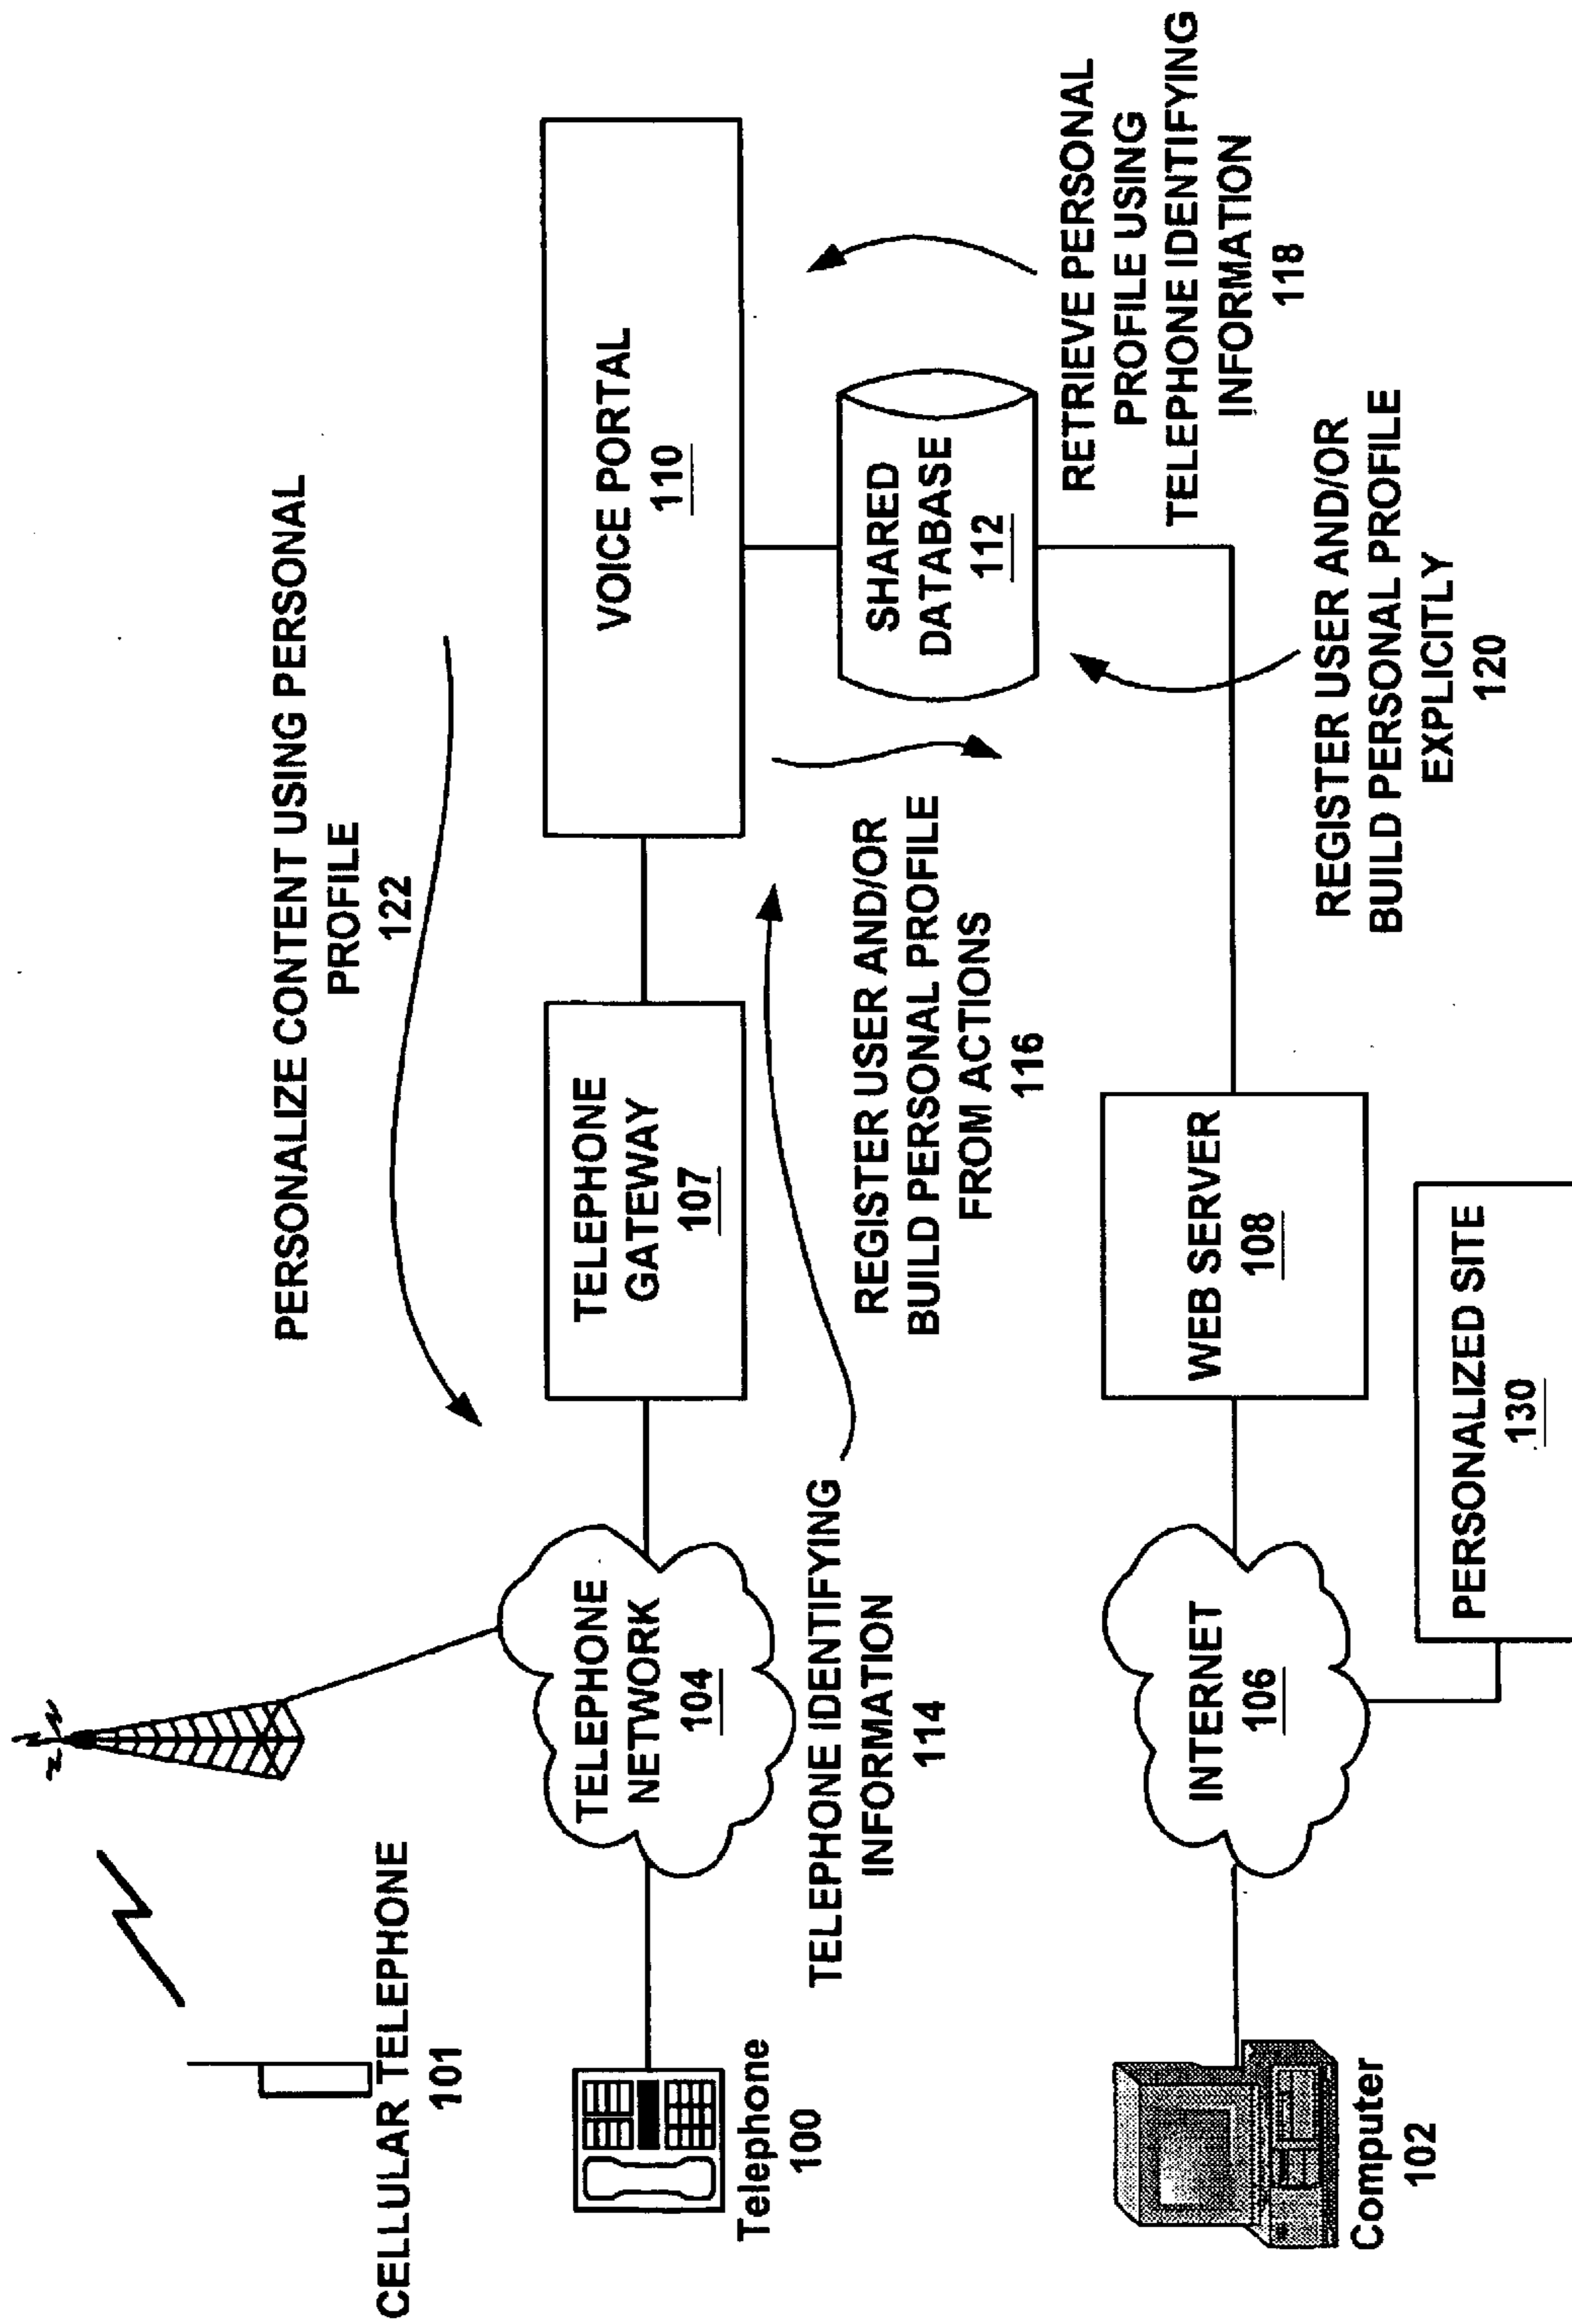 CELLULAR TELEPHONE
101
PERSONALIZE CONTENT USING PERSONAL
PROFILE
122
Telephone
100
TELEPHONE
NETWORK
104
TELEPHONE
GATEWAY
107
VOICE PORTAL
110
TELEPHONE IDENTIFYING
INFORMATION
114
REGISTER USER AND/OR
BUILD PERSONAL PROFILE
FROM ACTIONS
116
SHARED
DATABASE
112
RETRIEVE PERSONAL
PROFILE USING
TELEPHONE IDENTIFYING
INFORMATION
118
Computer
102
INTERNET
106
WEB SERVER
108
REGISTER USER AND/OR
BUILD PERSONAL PROFILE
EXPLICITLY
120
PERSONALIZED SITE
130